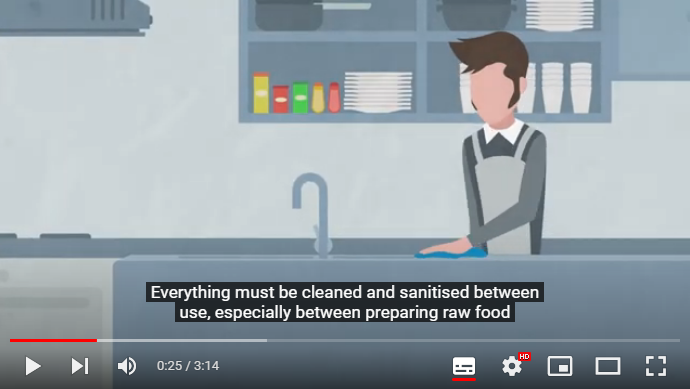 Everything must be cleaned and sanitised between
use, especially between preparing raw food
0:25 / 3:14
HD